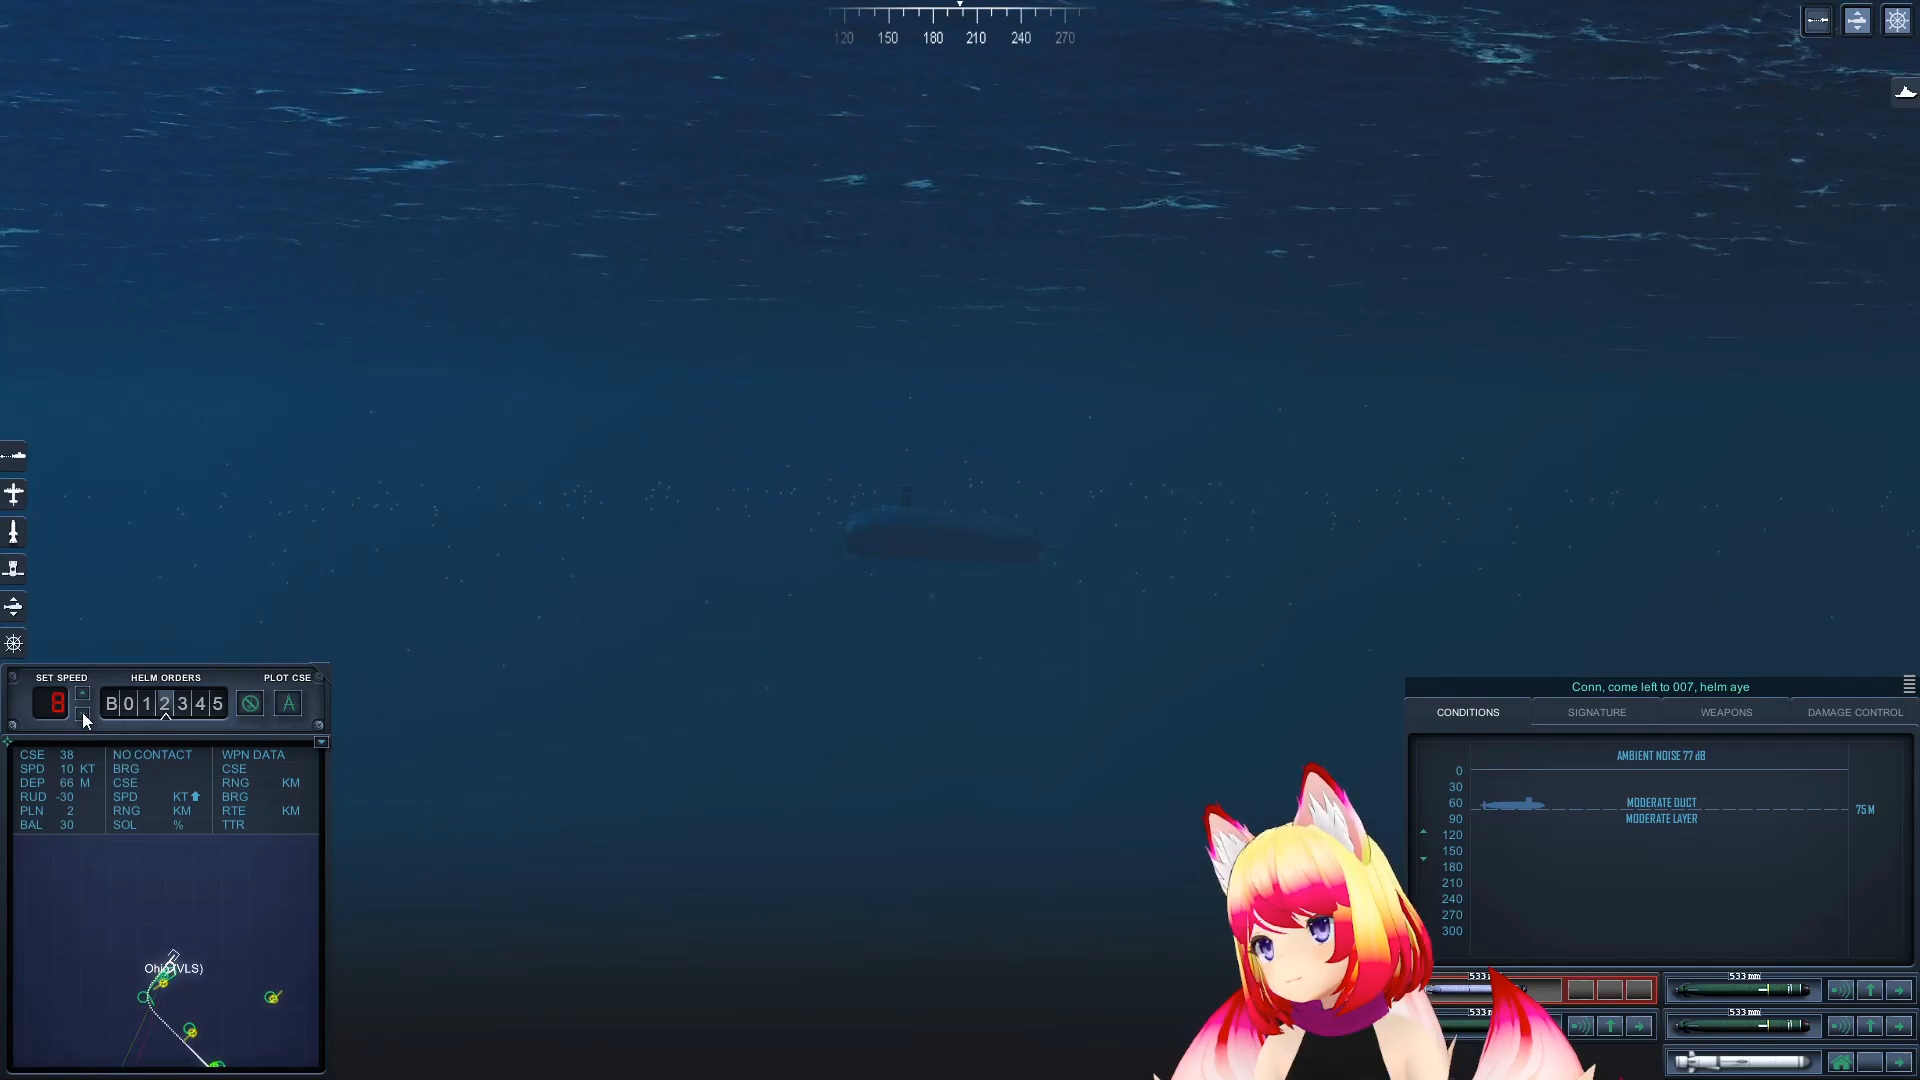 120 150 180 210 240 270
SET SPEED HELM ORDERS PLOT CSE
8 B 0 1 2 3 4 5
CSE 38 NO CONTACT WPN DATA
SPD 10 KT BRG CSE
DEP 66 M CSE RNG KM
RUD -30 SPD KT BRG
PLN 2 RNG KM RTE KM
BAL 30 SOL % TTR
Ohio (VLS)
Conn, come left to 007, helm aye
CONDITIONS SIGNATURE WEAPONS DAMAGE CONTROL
AMBIENT NOISE 77 dB
0
30
60 MODERATE DUCT
75 M
90 MODERATE LAYER
120
150
180
210
240
270
300
533 mm
533 mm